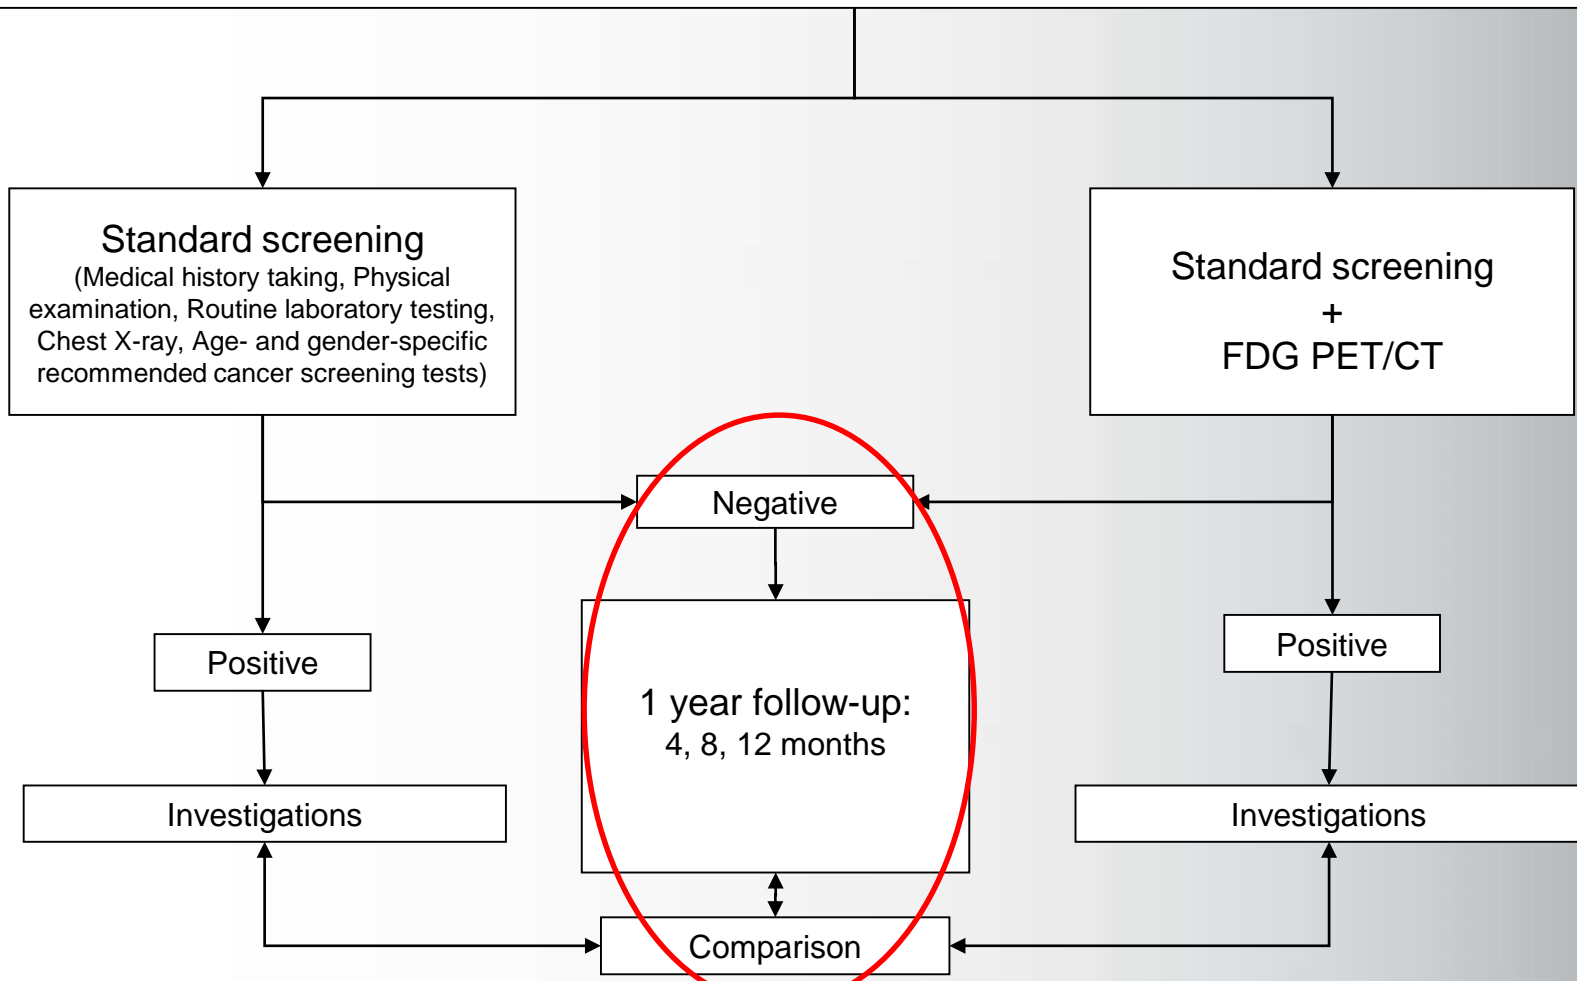 Standard screening
(Medical history taking, Physical
examination, Routine laboratory testing,
Chest X-ray, Age- and gender-specific
recommended cancer screening tests)
Standard screening
+
FDG PET/CT
Negative
Positive
Positive
1 year follow-up:
4, 8, 12 months
Investigations
Investigations
Comparison